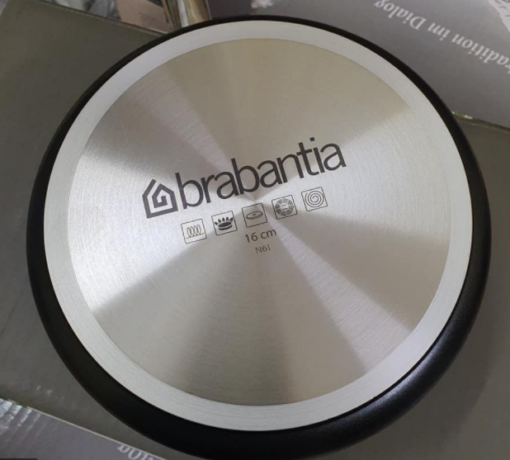 Tradition im Dialog
brabantia
16 cm
N61